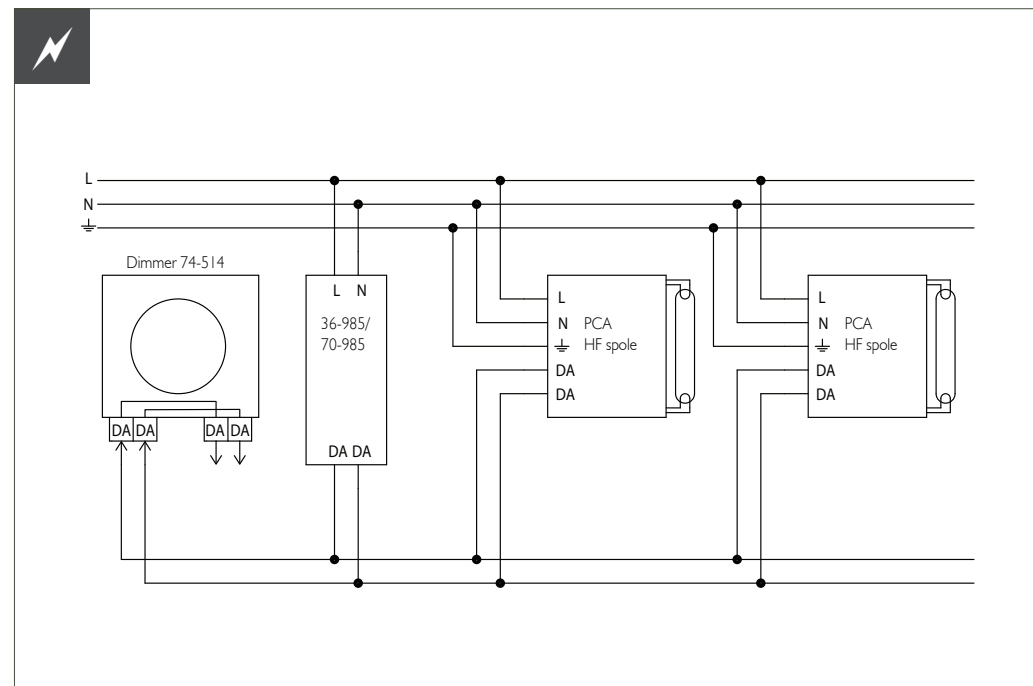 L
N
Dimmer 74-514
L N
36-985/
70-985
DA DA
DA DA DA DA
L
N PCA
HF spole
DA
DA
L
N PCA
HF spole
DA
DA